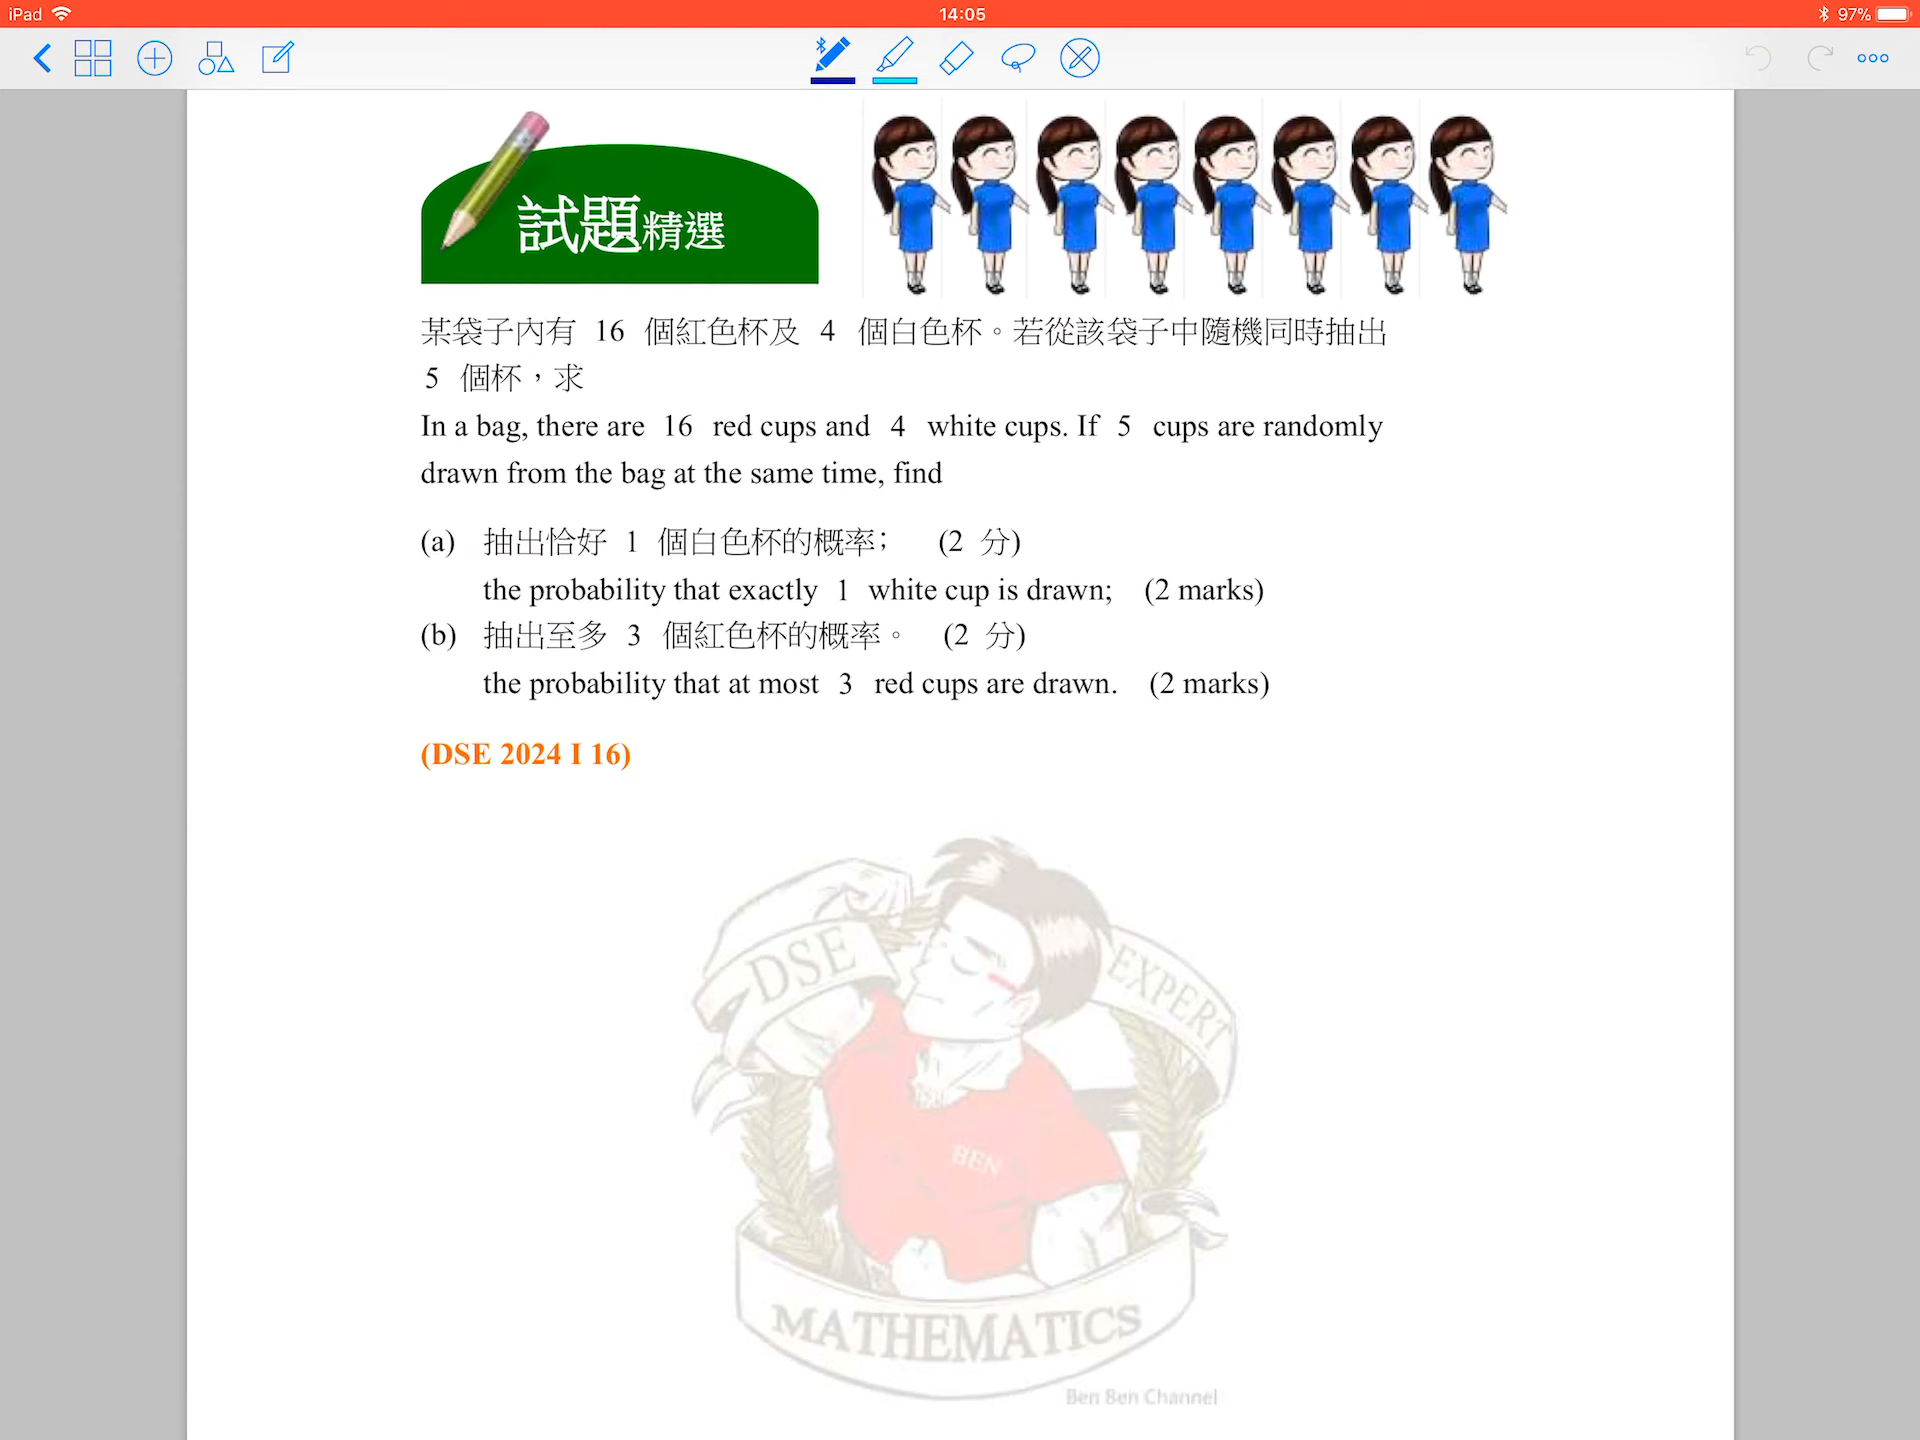 iPad
14:05
97%
試題精選
某袋子內有 16 個紅色杯及 4 個白色杯。若從該袋子中隨機同時抽出
5 個杯，求
In a bag, there are 16 red cups and 4 white cups. If 5 cups are randomly
drawn from the bag at the same time, find
(a) 抽出恰好 1 個白色杯的概率； (2 分)
the probability that exactly 1 white cup is drawn; (2 marks)
(b) 抽出至多 3 個紅色杯的概率。 (2 分)
the probability that at most 3 red cups are drawn. (2 marks)
(DSE 2024 I 16)
DSE
EXPERT
BEN
MATHEMATICS
Ben Ben Channel